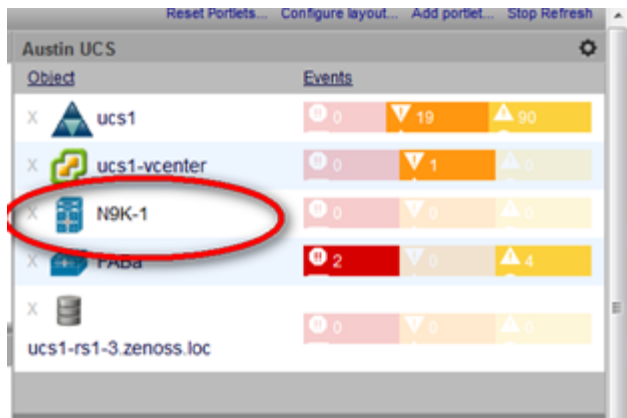 Reset Portlets... Configure layout... Add portlet... Stop Refresh
Austin UCS
Object Events
X ucs1 0 19 90
X ucs1-vcenter 0 1 0
X N9K-1 0 0 0
X FABa 2 0 4
X
ucs1-rs1-3.zenoss.loc 0 0 0